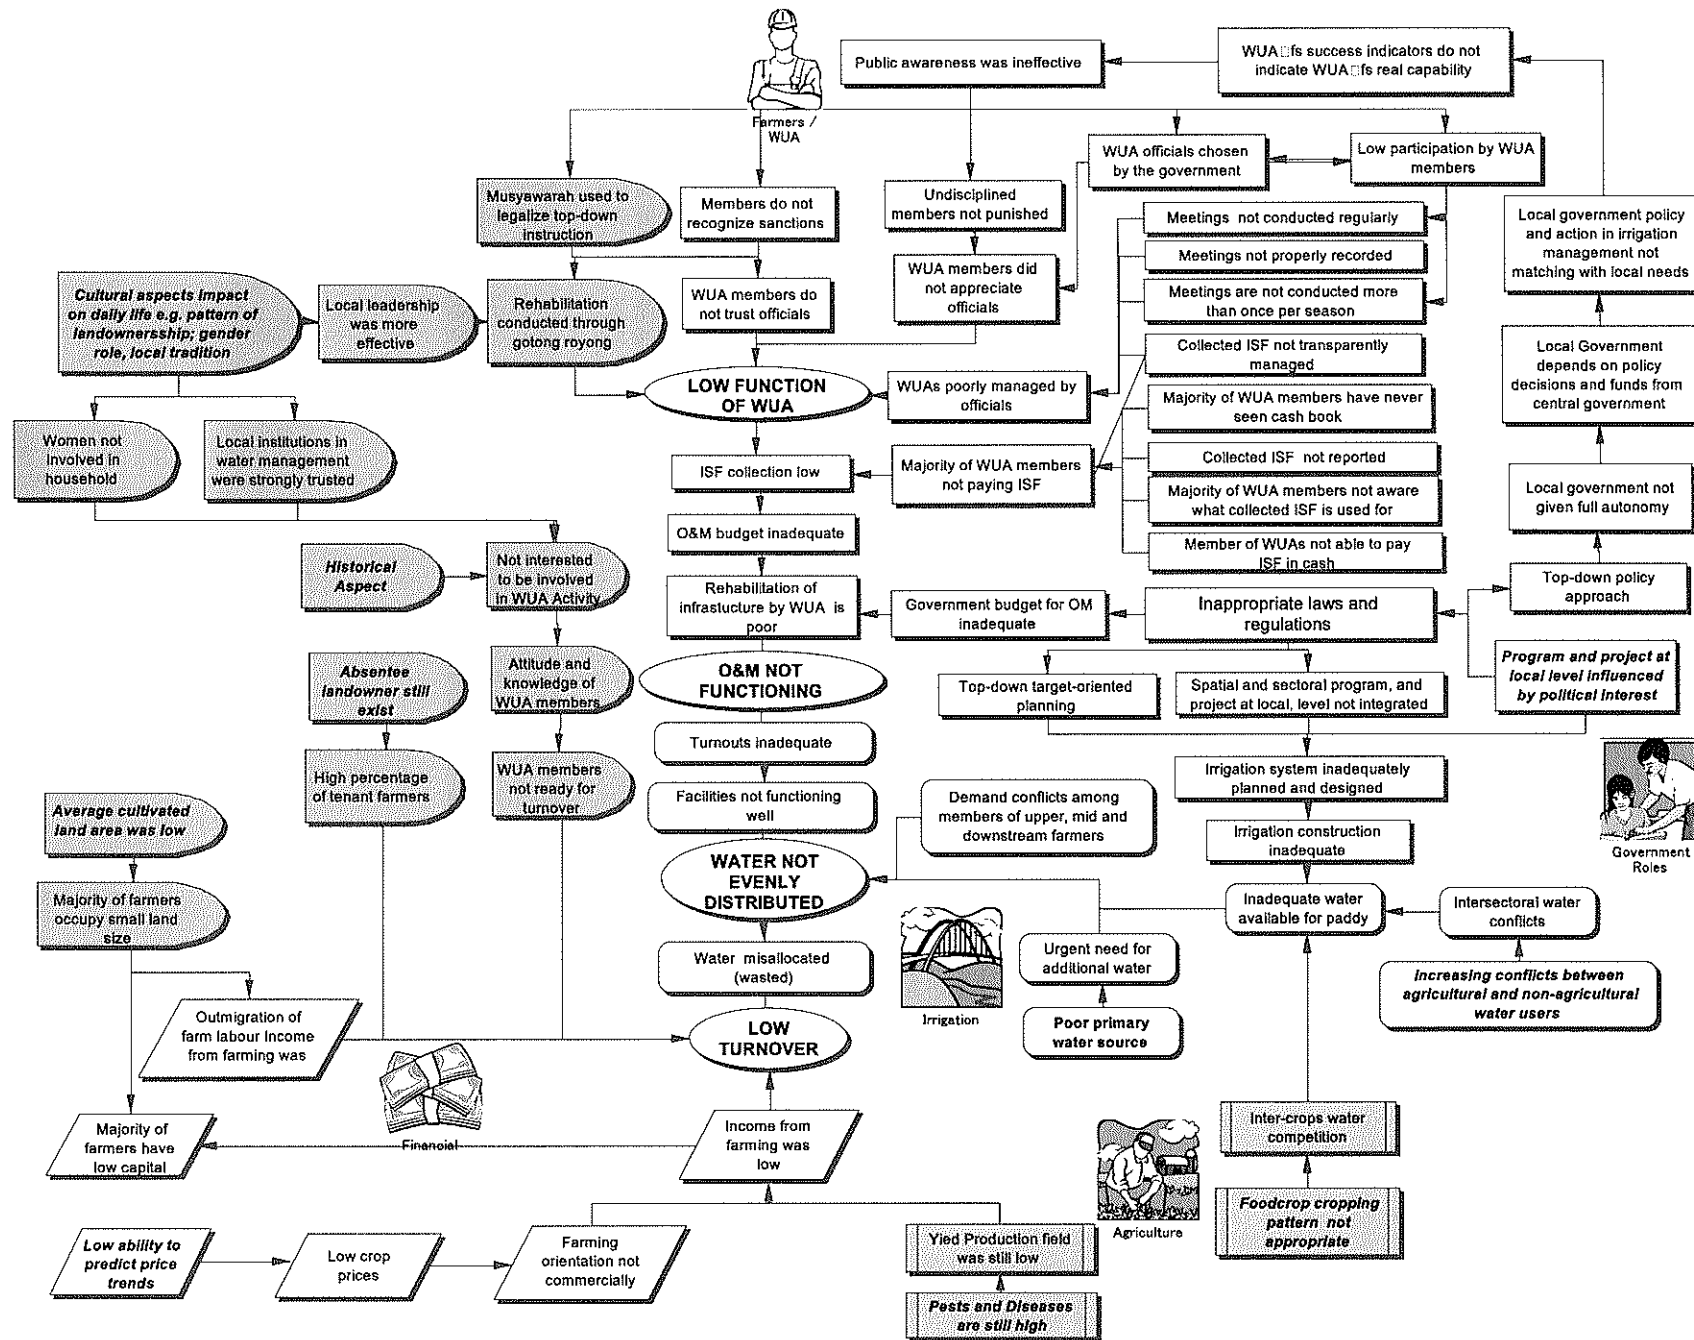 Farmers /
WUA
Public awareness was ineffective
WUA□fs success indicators do not
indicate WUA□fs real capability
Musyawarah used to
legalize top-down
instruction
Members do not
recognize sanctions
Undisciplined
members not punished
WUA officials chosen
by the government
Low participation by WUA
members
Meetings not conducted regularly
Meetings not properly recorded
Meetings are not conducted more
than once per season
Collected ISF not transparently
managed
Local government policy
and action in irrigation
management not
matching with local needs
Cultural aspects Impact
on daily life e.g. pattern of
landownersship; gender
role, local tradition
Local leadership
was more
effective
Rehabilitation
conducted through
gotong royong
WUA members do
not trust officials
WUA members did
not appreciate
officials
Local Government
depends on policy
decisions and funds from
central government
LOW FUNCTION
OF WUA
WUAs poorly managed by
officials
Majority of WUA members have never
seen cash book
Women not
involved in
household
Local institutions in
water management
were strongly trusted
ISF collection low
Majority of WUA members
not paying ISF
Collected ISF not reported
Majority of WUA members not aware
what collected ISF is used for
Member of WUAs not able to pay
ISF in cash
Local government not
given full autonomy
O&M budget inadequate
Historical
Aspect
Not interested
to be involved
in WUA Activity
Rehabilitation of
infrastucture by WUA is
poor
Government budget for OM
inadequate
Inappropriate laws and
regulations
Top-down policy
approach
Absentee
landowner still
exist
Attitude and
knowledge of
WUA members
O&M NOT
FUNCTIONING
Top-down target-oriented
planning
Spatial and sectoral program, and
project at local, level not integrated
Program and project at
local level influenced
by political interest
Turnouts inadequate
High percentage
of tenant farmers
WUA members
not ready for
turnover
Facilities not functioning
well
Demand conflicts among
members of upper, mid and
downstream farmers
Irrigation system inadequately
planned and designed
Irrigation construction
inadequate
Government
Roles
Average cultivated
land area was low
WATER NOT
EVENLY
DISTRIBUTED
Majority of farmers
occupy small land
size
Inadequate water
available for paddy
Intersectoral water
conflicts
Water misallocated
(wasted)
Irrigation
Urgent need for
additional water
Increasing conflicts between
agricultural and non-agricultural
water users
Outmigration of
farm labour Income
from farming was
LOW
TURNOVER
Poor primary
water source
Financial
Majority of
farmers have
low capital
Income from
farming was
low
Agriculture
Inter-crops water
competition
Foodcrop cropping
pattern not
appropriate
Low ability to
predict price
trends
Low crop
prices
Farming
orientation not
commercially
Yied Production field
was still low
Pests and Diseases
are still high